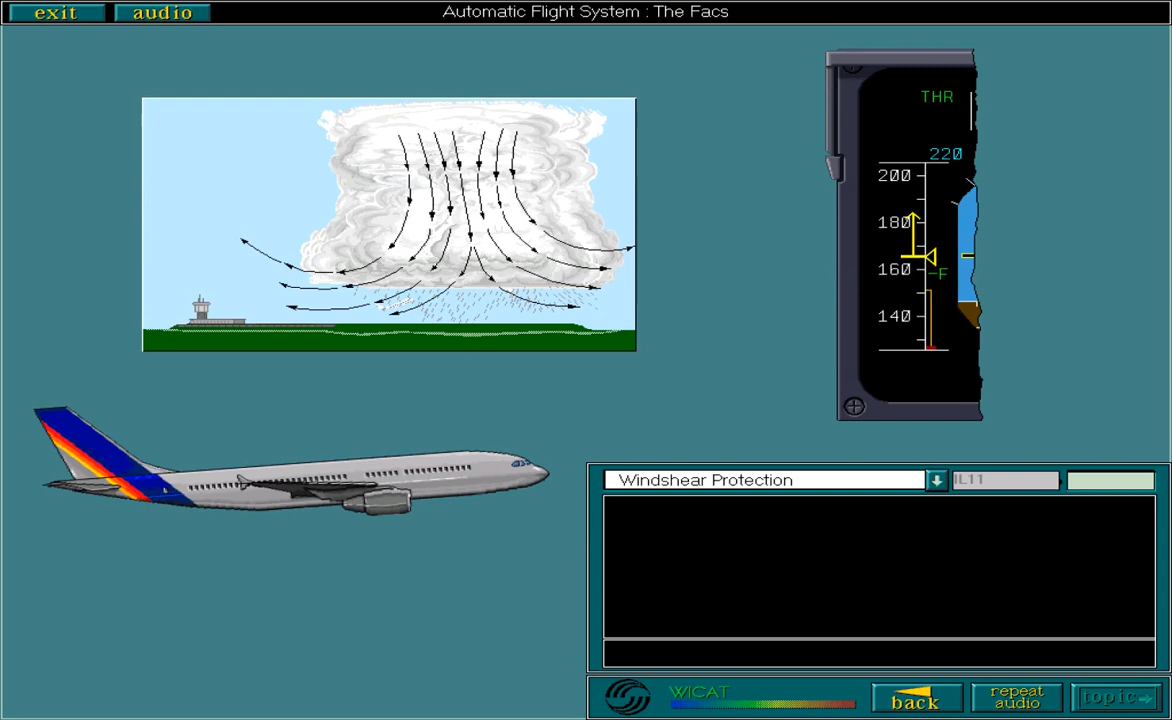 exit audio Automatic Flight System : The Facs
THR
220
200
180
160
-F
140
Windshear Protection IL11
WICAT
back
repeat audio
topic